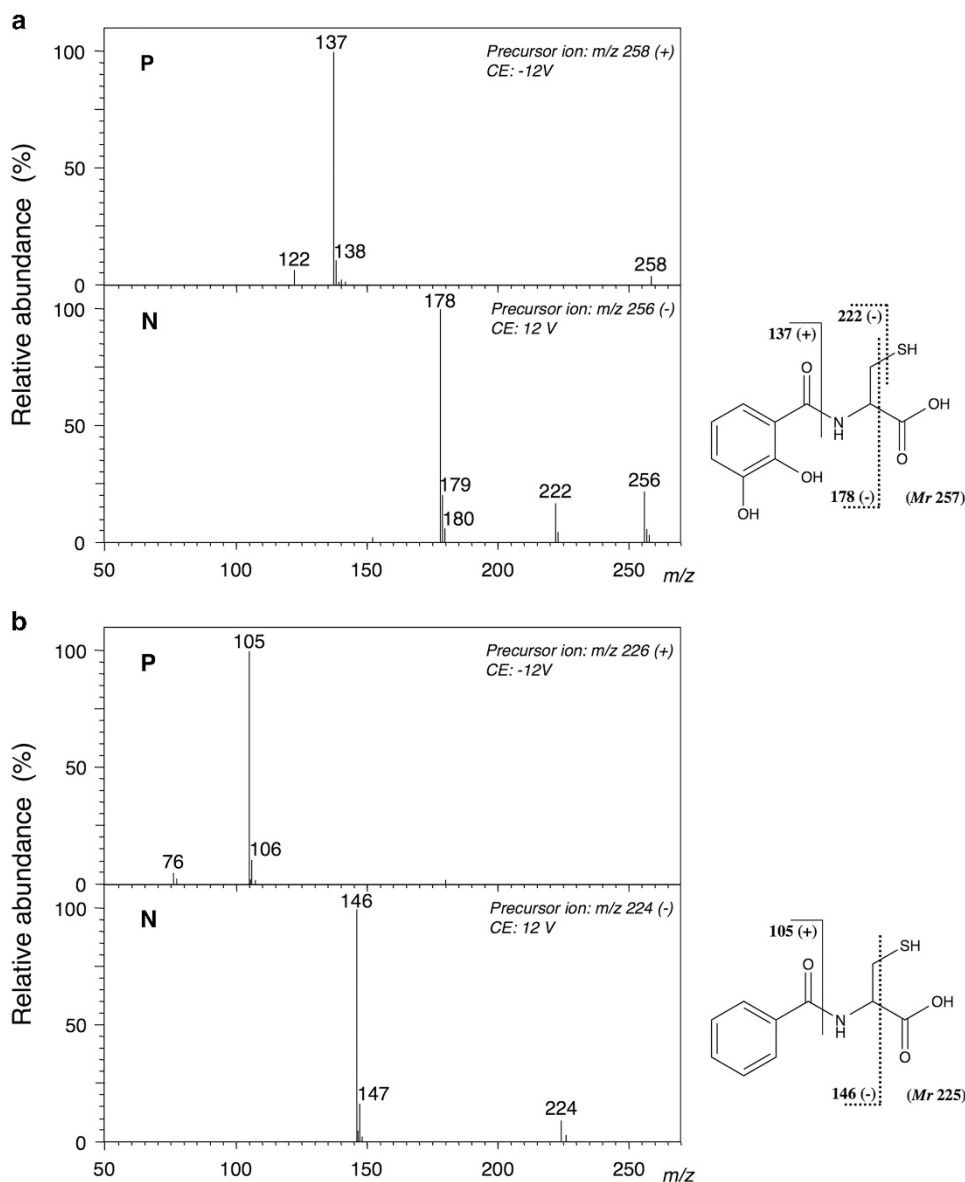 a
P
Precursor ion: m/z 258 (+)
CE: -12V
Relative abundance (%)
100
50
0
137
138
122
258
N
Precursor ion: m/z 256 (-)
CE: 12 V
Relative abundance (%)
100
50
0
178
179
180
222
256
50
100
150
200
250
m/z
222 (-)
137 (+)
SH
O
OH
N
H
O
OH
OH
178 (-)
(Mr 257)
b
P
Precursor ion: m/z 226 (+)
CE: -12V
Relative abundance (%)
100
50
0
105
106
76
N
Precursor ion: m/z 224 (-)
CE: 12 V
Relative abundance (%)
100
50
0
146
147
224
50
100
150
200
250
m/z
105 (+)
SH
O
OH
N
H
O
146 (-)
(Mr 225)